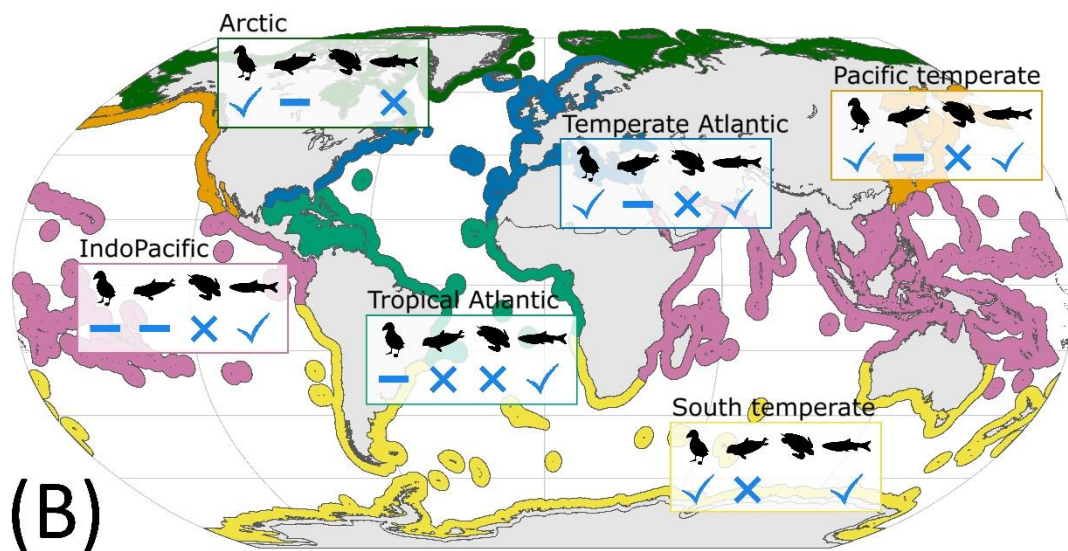 Arctic
Pacific temperate
Temperate Atlantic
IndoPacific
Tropical Atlantic
South temperate
(B)